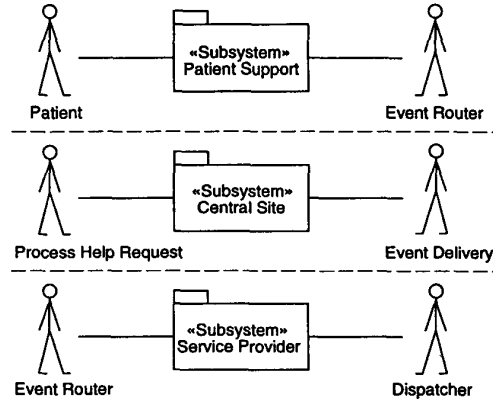 «Subsystem»
Patient Support
Patient
Event Router
«Subsystem»
Central Site
Process Help Request
Event Delivery
«Subsystem»
Service Provider
Event Router
Dispatcher